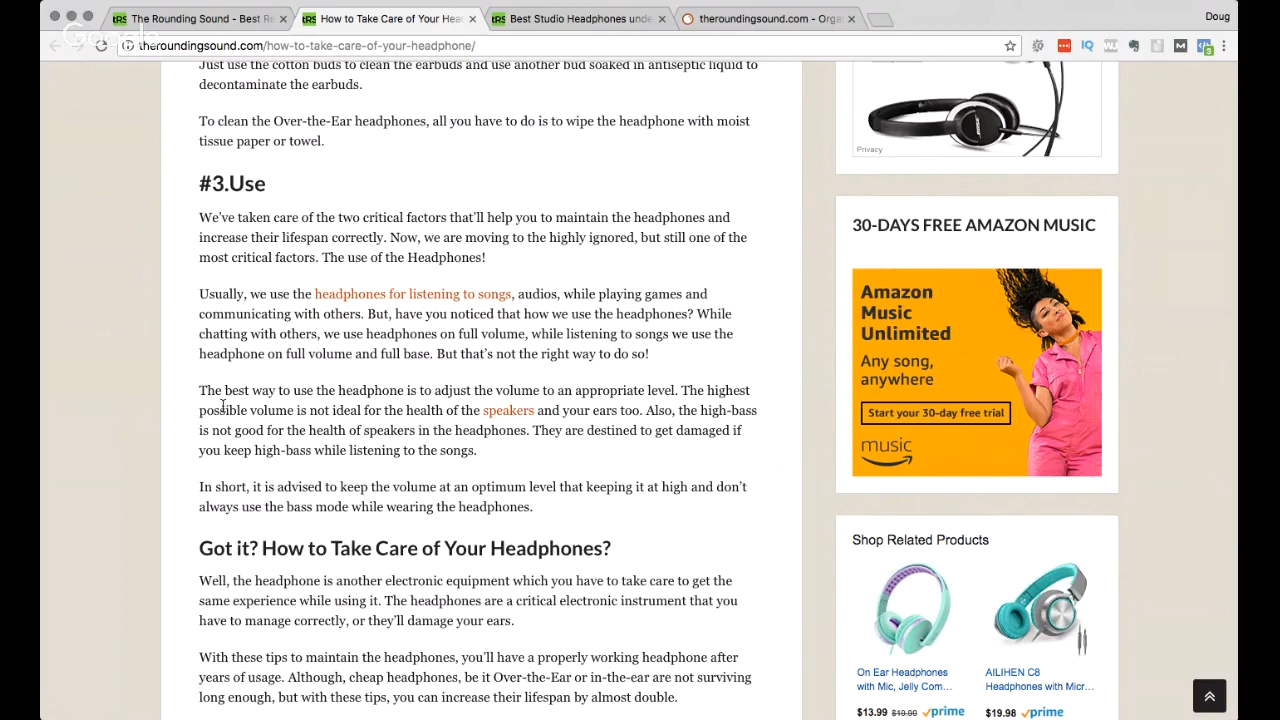 tRS The Rounding Sound - Best Re
tRS How to Take Care of Your Hea
tRS Best Studio Headphones unde
theroundingsound.com - Orga
Doug
Google
theroundingsound.com/how-to-take-care-of-your-headphone/
Just use the cotton buds to clean the earbuds and use another bud soaked in antiseptic liquid to
decontaminate the earbuds.
To clean the Over-the-Ear headphones, all you have to do is to wipe the headphone with moist
tissue paper or towel.
#3.Use
We've taken care of the two critical factors that'll help you to maintain the headphones and
increase their lifespan correctly. Now, we are moving to the highly ignored, but still one of the
most critical factors. The use of the Headphones!
Usually, we use the headphones for listening to songs, audios, while playing games and
communicating with others. But, have you noticed that how we use the headphones? While
chatting with others, we use headphones on full volume, while listening to songs we use the
headphone on full volume and full base. But that's not the right way to do so!
The best way to use the headphone is to adjust the volume to an appropriate level. The highest
possible volume is not ideal for the health of the speakers and your ears too. Also, the high-bass
is not good for the health of speakers in the headphones. They are destined to get damaged if
you keep high-bass while listening to the songs.
In short, it is advised to keep the volume at an optimum level that keeping it at high and don't
always use the bass mode while wearing the headphones.
Got it? How to Take Care of Your Headphones?
Well, the headphone is another electronic equipment which you have to take care to get the
same experience while using it. The headphones are a critical electronic instrument that you
have to manage correctly, or they'll damage your ears.
With these tips to maintain the headphones, you'll have a properly working headphone after
years of usage. Although, cheap headphones, be it Over-the-Ear or in-the-ear are not surviving
long enough, but with these tips, you can increase their lifespan by almost double.
BOSE
Privacy
30-DAYS FREE AMAZON MUSIC
Amazon
Music
Unlimited
Any song,
anywhere
Start your 30-day free trial
music
Shop Related Products
On Ear Headphones
with Mic, Jelly Com...
$13.99 $19.99 prime
AILIHEN C8
Headphones with Micr...
$19.98 prime